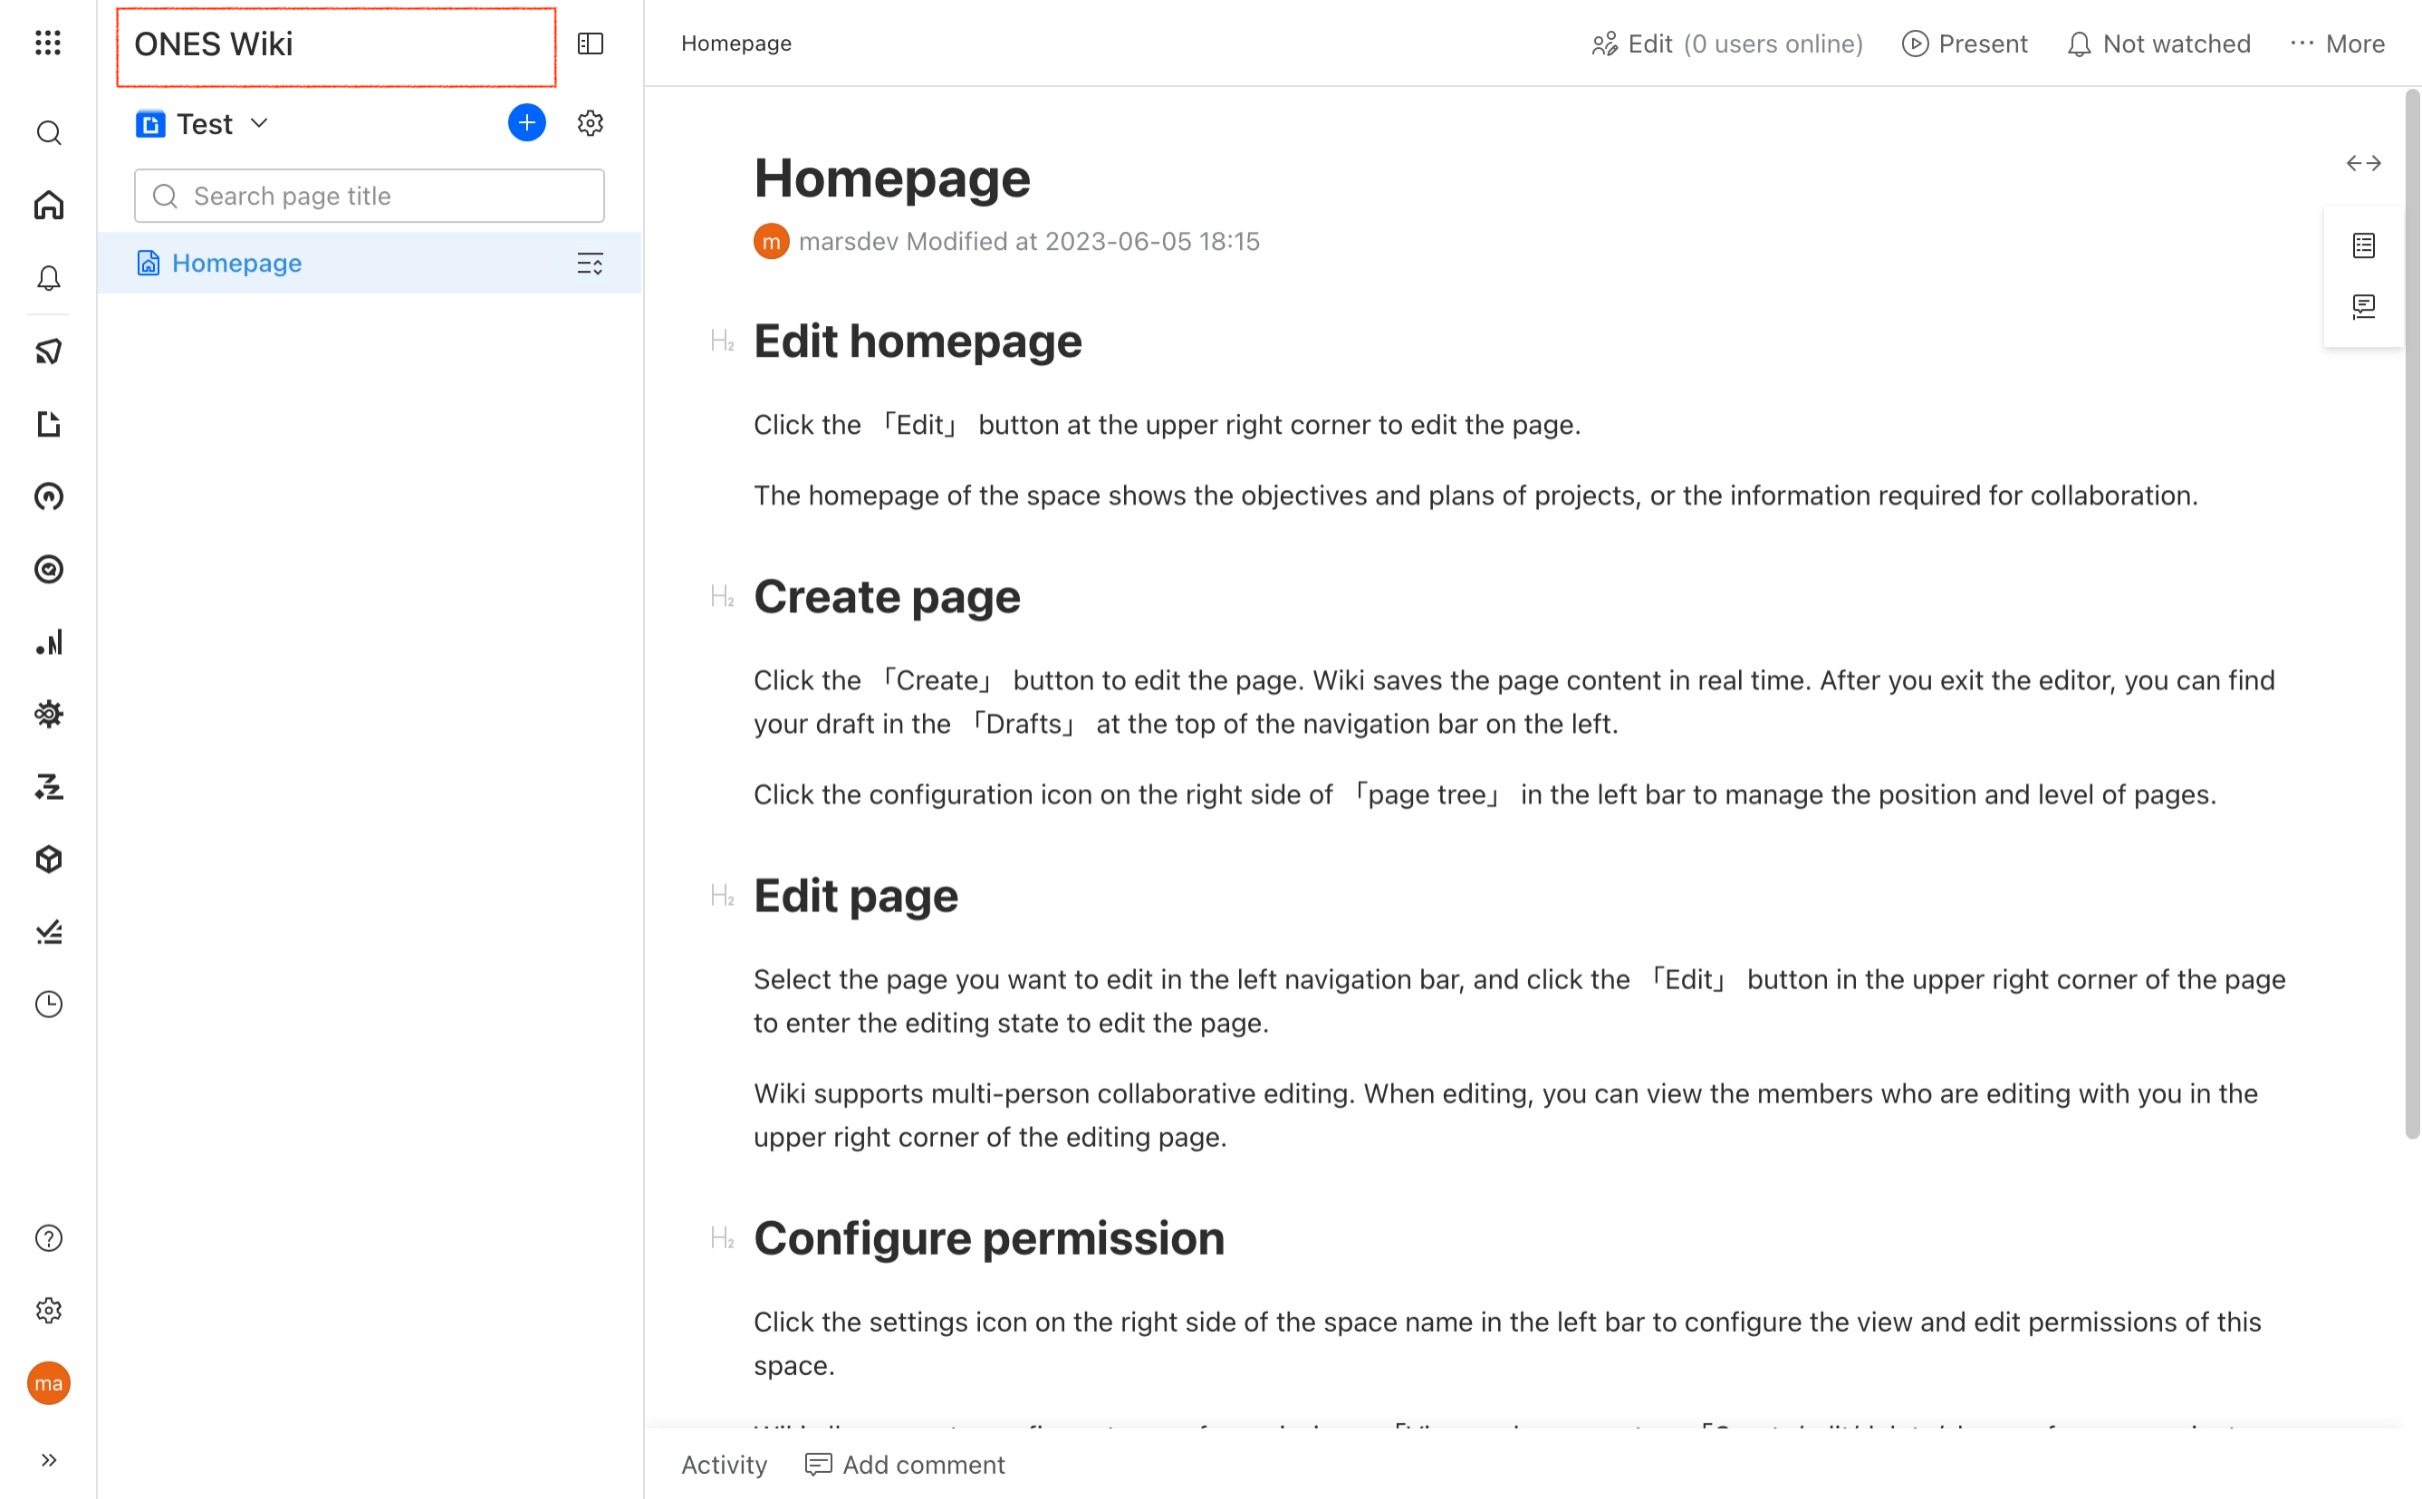 ONES Wiki
Test
Search page title
Homepage
Homepage
Edit (0 users online)
Present
Not watched
··· More
Homepage
m marsdev Modified at 2023-06-05 18:15
H2 Edit homepage
Click the 「Edit」 button at the upper right corner to edit the page.
The homepage of the space shows the objectives and plans of projects, or the information required for collaboration.
H2 Create page
Click the 「Create」 button to edit the page. Wiki saves the page content in real time. After you exit the editor, you can find
your draft in the 「Drafts」 at the top of the navigation bar on the left.
Click the configuration icon on the right side of 「page tree」 in the left bar to manage the position and level of pages.
H2 Edit page
Select the page you want to edit in the left navigation bar, and click the 「Edit」 button in the upper right corner of the page
to enter the editing state to edit the page.
Wiki supports multi-person collaborative editing. When editing, you can view the members who are editing with you in the
upper right corner of the editing page.
H2 Configure permission
Click the settings icon on the right side of the space name in the left bar to configure the view and edit permissions of this
space.
ma
Activity
Add comment